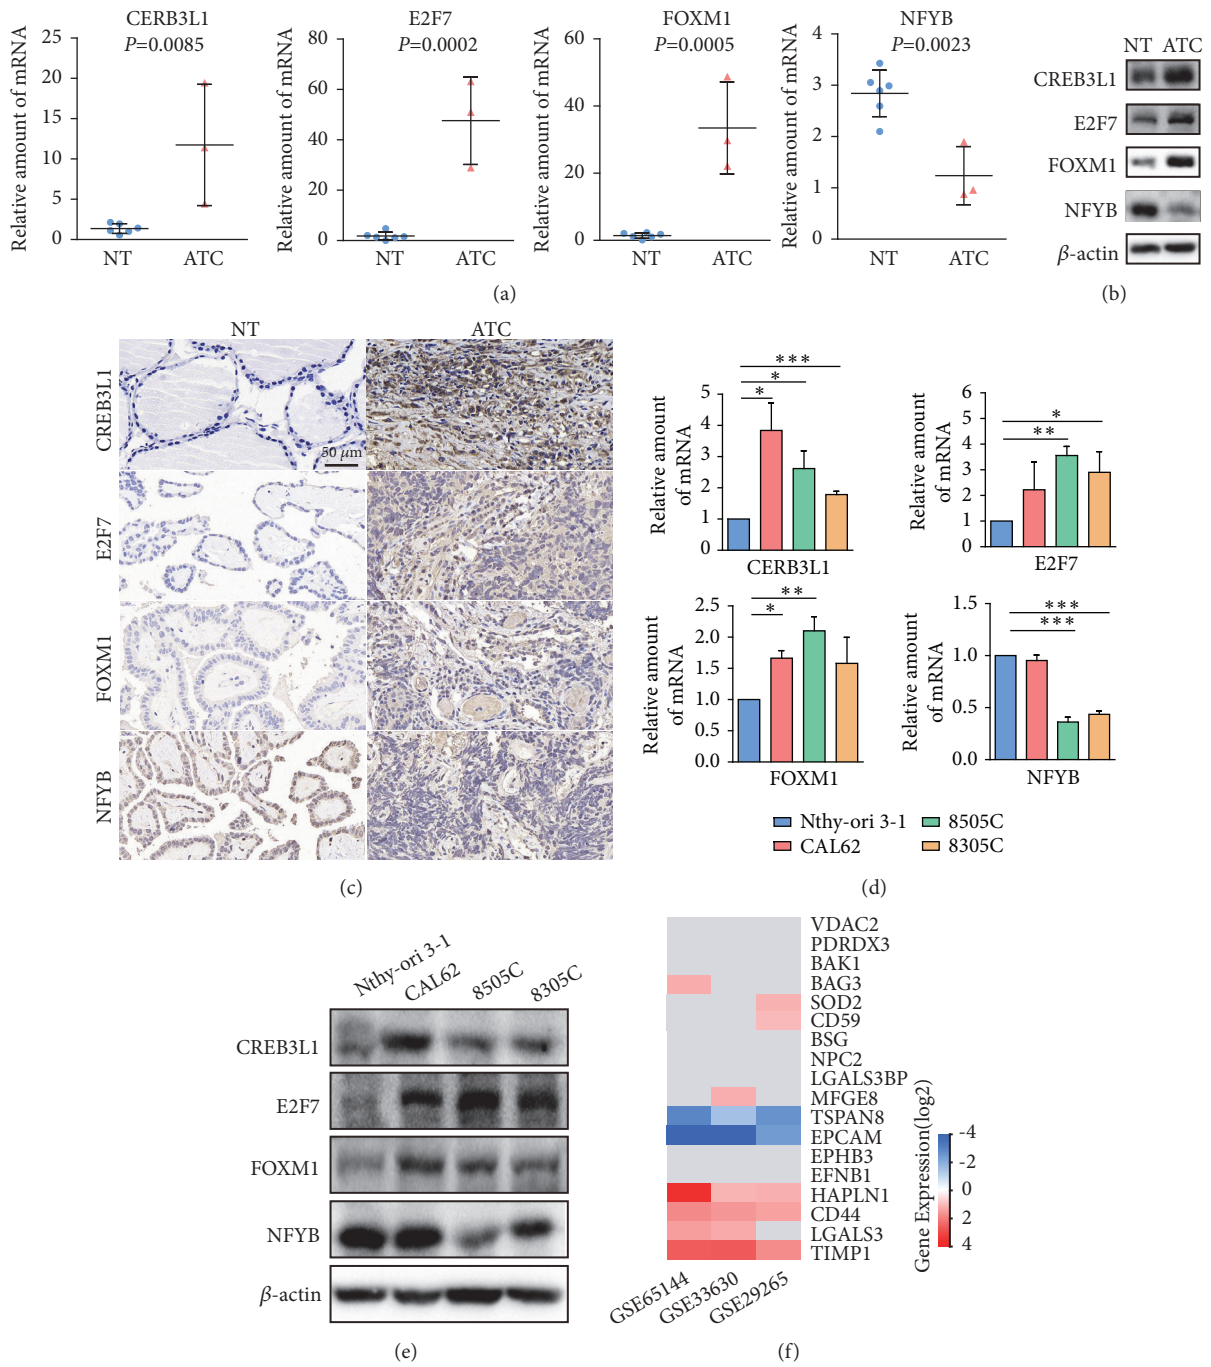 CERB3L1
P=0.0085
Relative amount of mRNA
25
20
15
10
5
0
NT ATC
E2F7
P=0.0002
Relative amount of mRNA
80
60
40
20
0
NT ATC
FOXM1
P=0.0005
Relative amount of mRNA
60
40
20
0
NT ATC
NFYB
P=0.0023
Relative amount of mRNA
4
3
2
1
0
NT ATC
(a)
NT ATC
CREB3L1
E2F7
FOXM1
NFYB
β-actin
(b)
NT ATC
CREB3L1
50 μm
E2F7
FOXM1
NFYB
(c)
***
*
*
Relative amount
of mRNA
5
4
3
2
1
0
CERB3L1
*
**
Relative amount
of mRNA
6
5
4
3
2
1
0
E2F7
**
*
Relative amount
of mRNA
2.5
2.0
1.5
1.0
0.5
0.0
FOXM1
***
***
Relative amount
of mRNA
1.5
1.0
0.5
0.0
NFYB
Nthy-ori 3-1 8505C
CAL62 8305C
(d)
Nthy-ori 3-1
CAL62
8505C
8305C
CREB3L1
E2F7
FOXM1
NFYB
β-actin
(e)
VDAC2
PDRDX3
BAK1
BAG3
SOD2
CD59
BSG
NPC2
LGALS3BP
MFGE8
TSPAN8
EPCAM
EPHB3
EFNB1
HAPLN1
CD44
LGALS3
TIMP1
GSE65144
GSE33630
GSE29265
Gene Expression(log2)
-4
-2
0
2
4
(f)